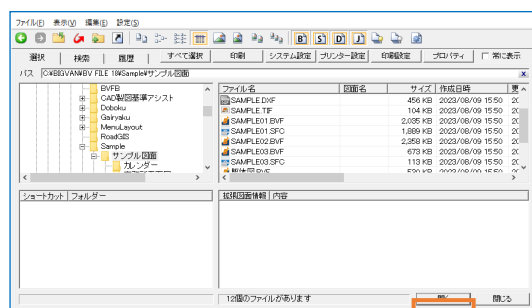 ファイル(F) 表示(V) 編集(E) 設定(S)
B S D J
選択 検索 履歴 すべて選択 印刷 システム設定 プリンター設定 印刷設定 プロパティ 常に表示
パス C:¥BIGVAN¥BV FILE 18¥Sample¥サンプル図面
BVFB
CAD製図基準アシスト
Doboku
Gairyaku
MenuLayout
RoadGIS
Sample
サンプル図面
カレンダー
ファイル名 図面名 サイズ 作成日時 更
SAMPLE.DXF 456 KB 2023/08/09 15:50 20
SAMPLE.TIF 104 KB 2023/08/09 15:50 20
SAMPLE01.BVF 2,035 KB 2023/08/09 15:50 20
SAMPLE01.SFC 1,889 KB 2023/08/09 15:50 20
SAMPLE02.BVF 2,358 KB 2023/08/09 15:50 20
SAMPLE03.BVF 673 KB 2023/08/09 15:50 20
SAMPLE03.SFC 113 KB 2023/08/09 15:50 20
ショートカット フォルダー
拡張図面情報 内容
12個のファイルがあります
閉じる